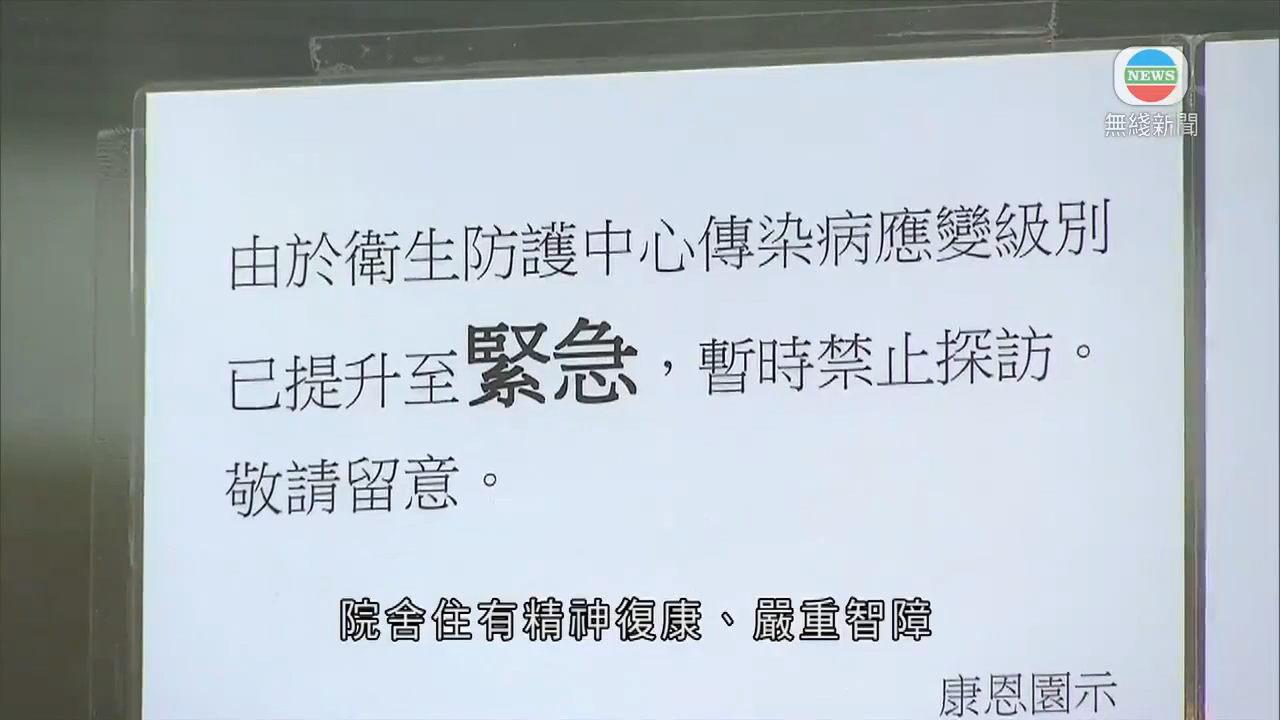 NEWS
無綫新聞
由於衛生防護中心傳染病應變級別
已提升至緊急，暫時禁止探訪。
敬請留意。
院舍住有精神復康、嚴重智障
康恩園示